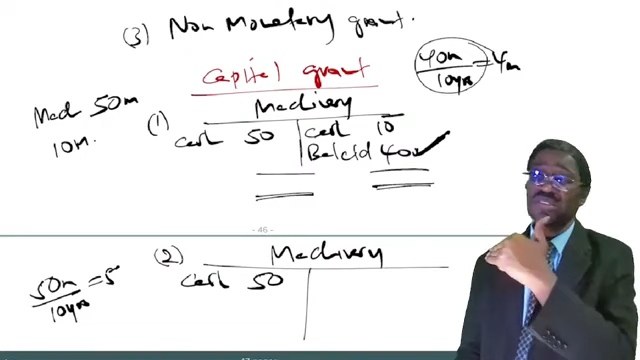 (3) Non Monetary grant.
Capital grant
40m
10yrs
= 4m
Mach 50m
10m.
(1)
Machinery
Cash 50
Cash 10
Bal c/d 40m
- 46 -
(2)
Machinery
50m
10yrs
= 5
Cash 50